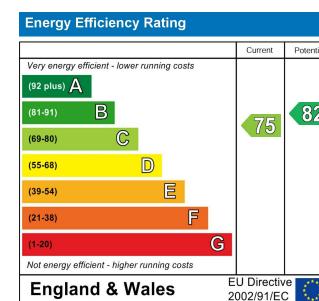 Energy Efficiency Rating
Current Potenti
Very energy efficient - lower running costs
(92 plus) A
(81-91) B
(69-80) C
(55-68) D
(39-54) E
(21-38) F
(1-20) G
75
82
Not energy efficient - higher running costs
England & Wales
EU Directive
2002/91/EC